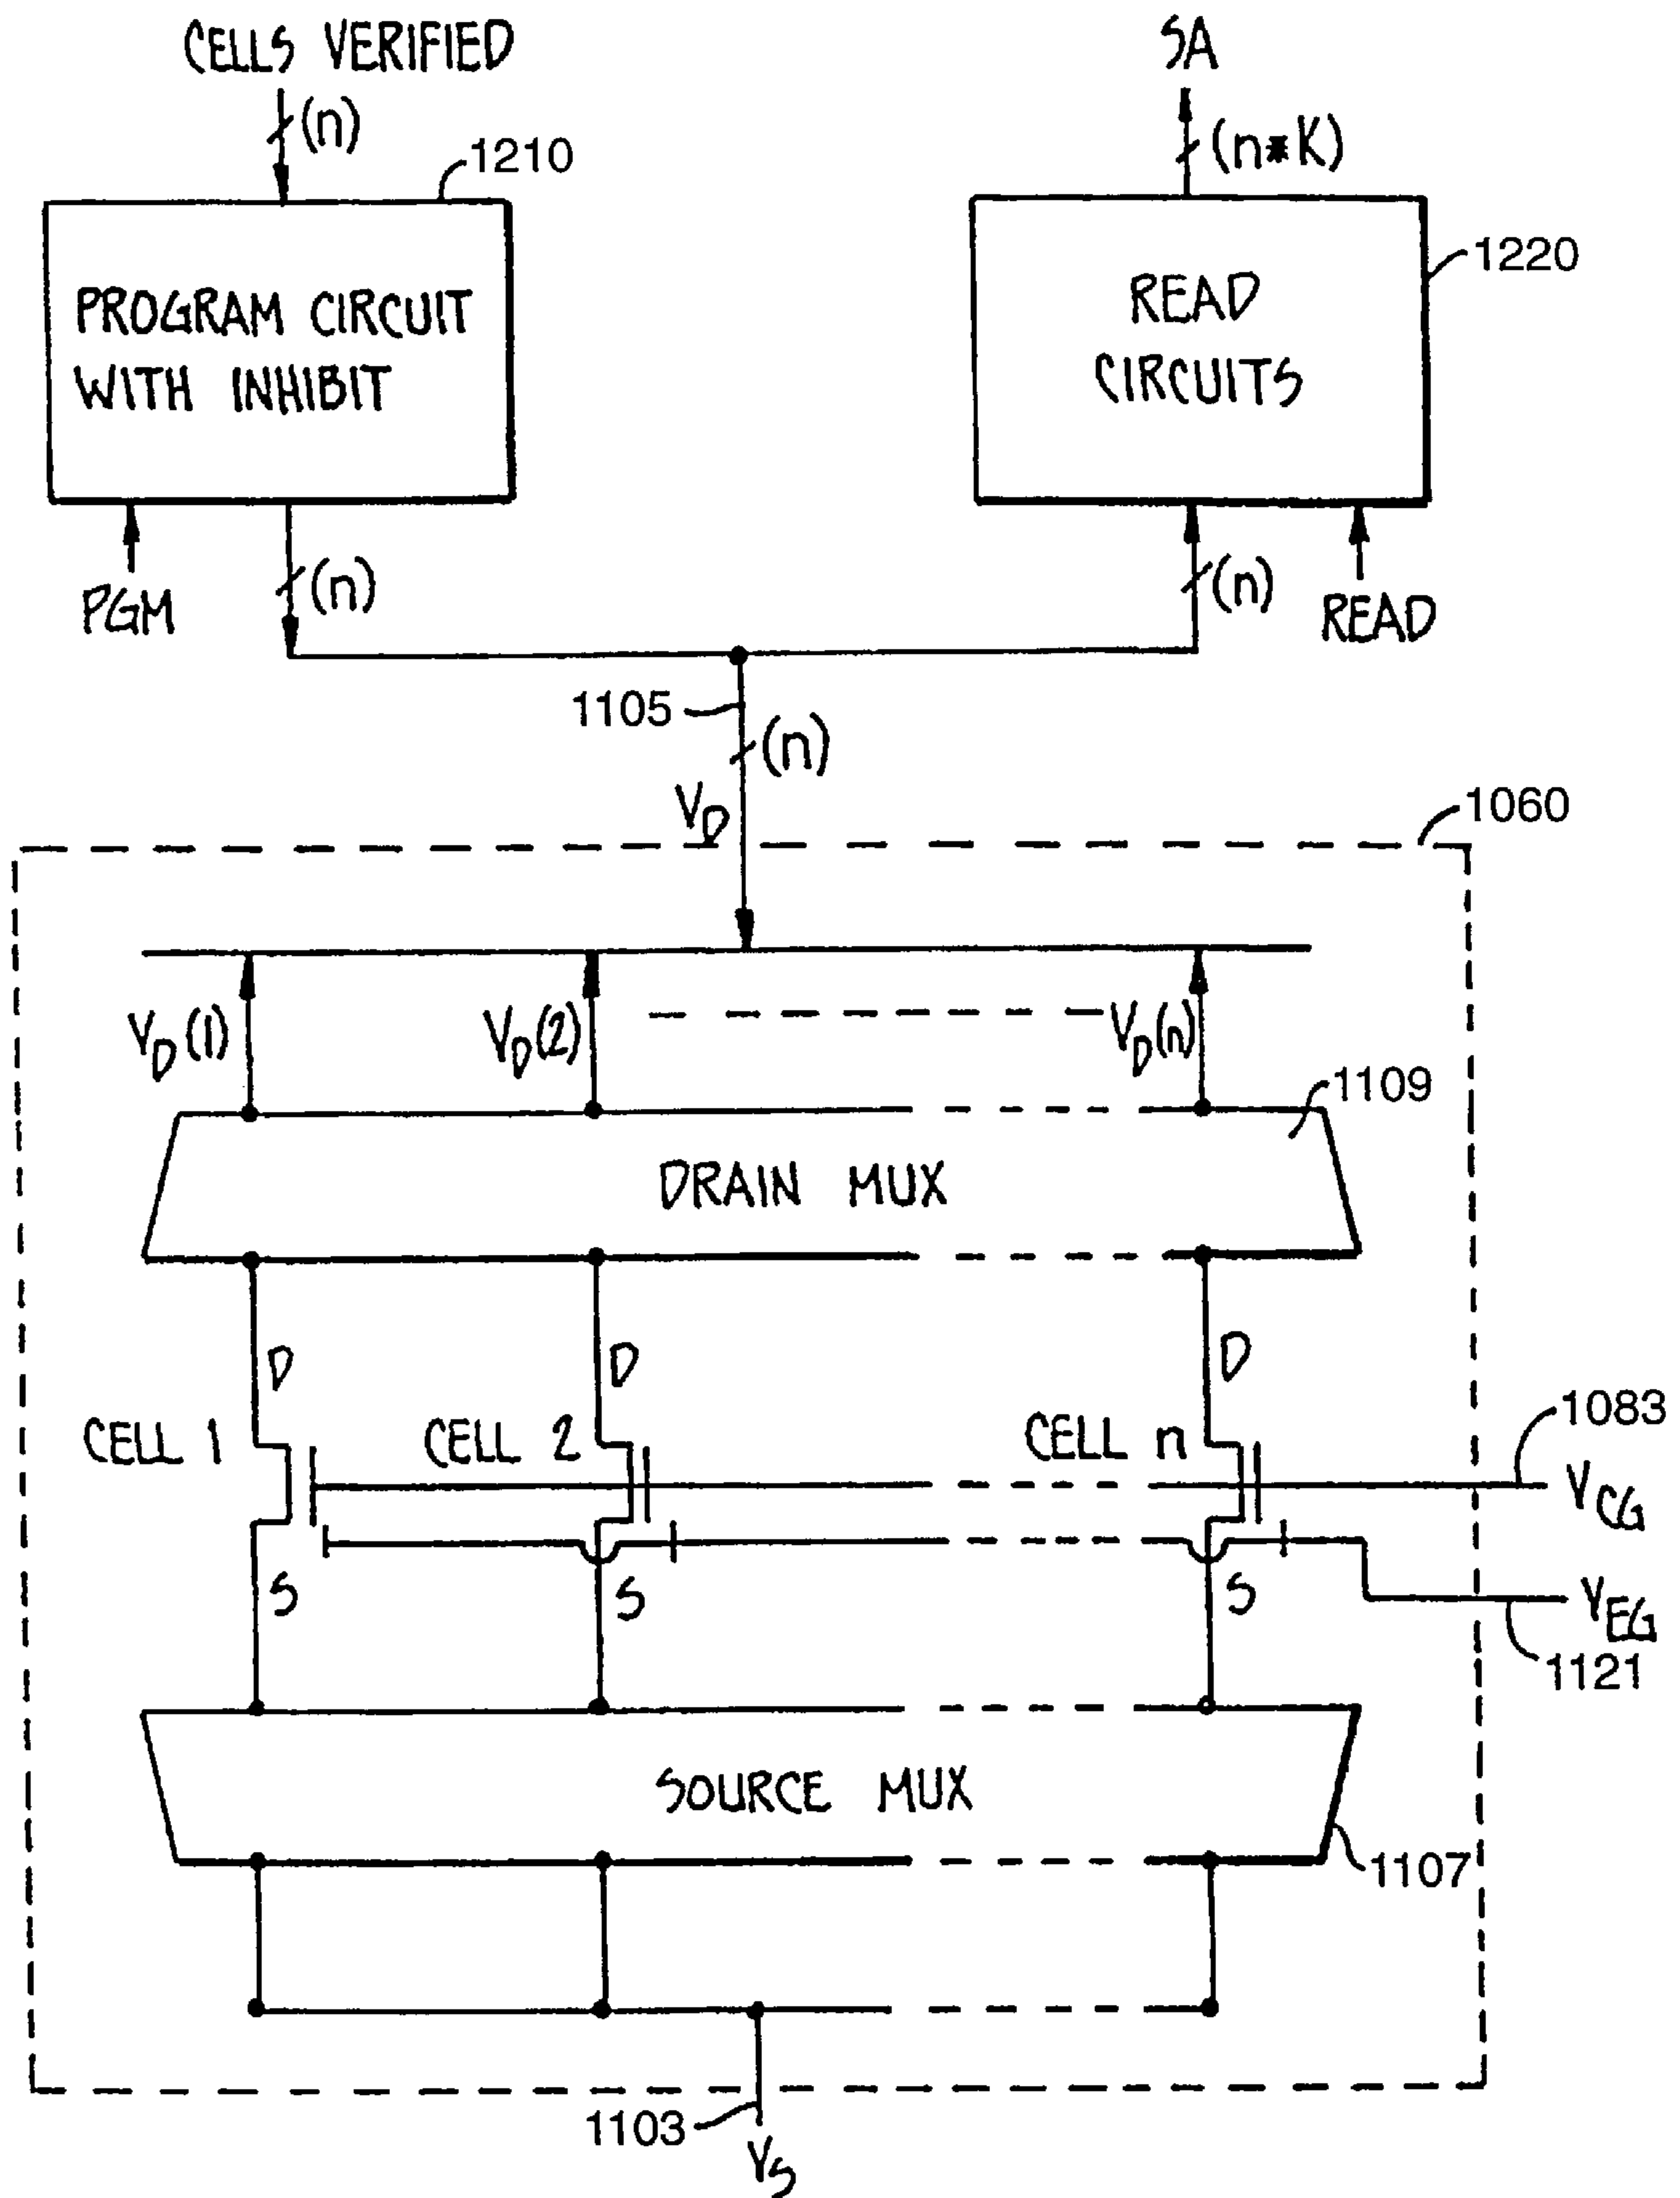 CELLS VERIFIED
SA
(n)
(n*K)
1210
1220
PROGRAM CIRCUIT
WITH INHIBIT
READ
CIRCUITS
PGM
(n)
(n)
READ
1105
(n)
VD
1060
VD(1)
VD(2)
VD(n)
1109
DRAIN MUX
D
D
D
1083
CELL 1
CELL 2
CELL n
VCG
S
S
S
VEG
1121
SOURCE MUX
1107
1103
VS